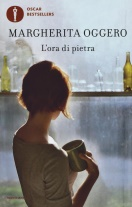 OSCAR
BESTSELLERS
MARGHERITA OGGERO
L'ora di pietra